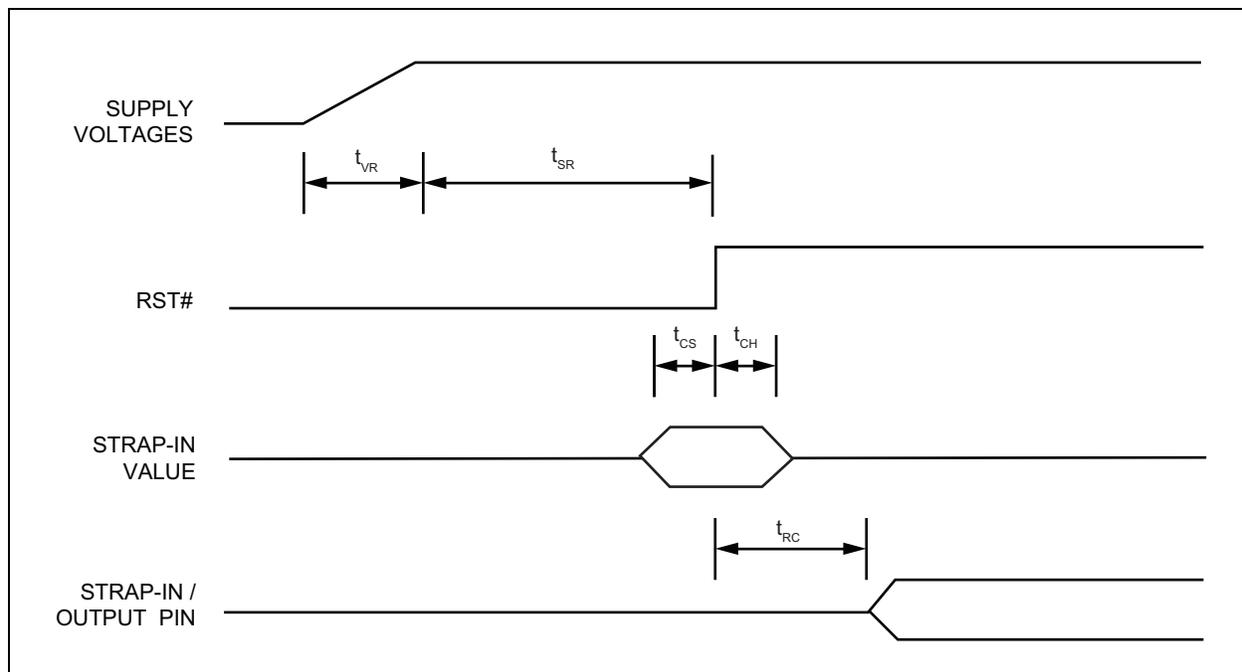 SUPPLY
VOLTAGES
tVR
tSR
RST#
tCS
tCH
STRAP-IN
VALUE
tRC
STRAP-IN /
OUTPUT PIN